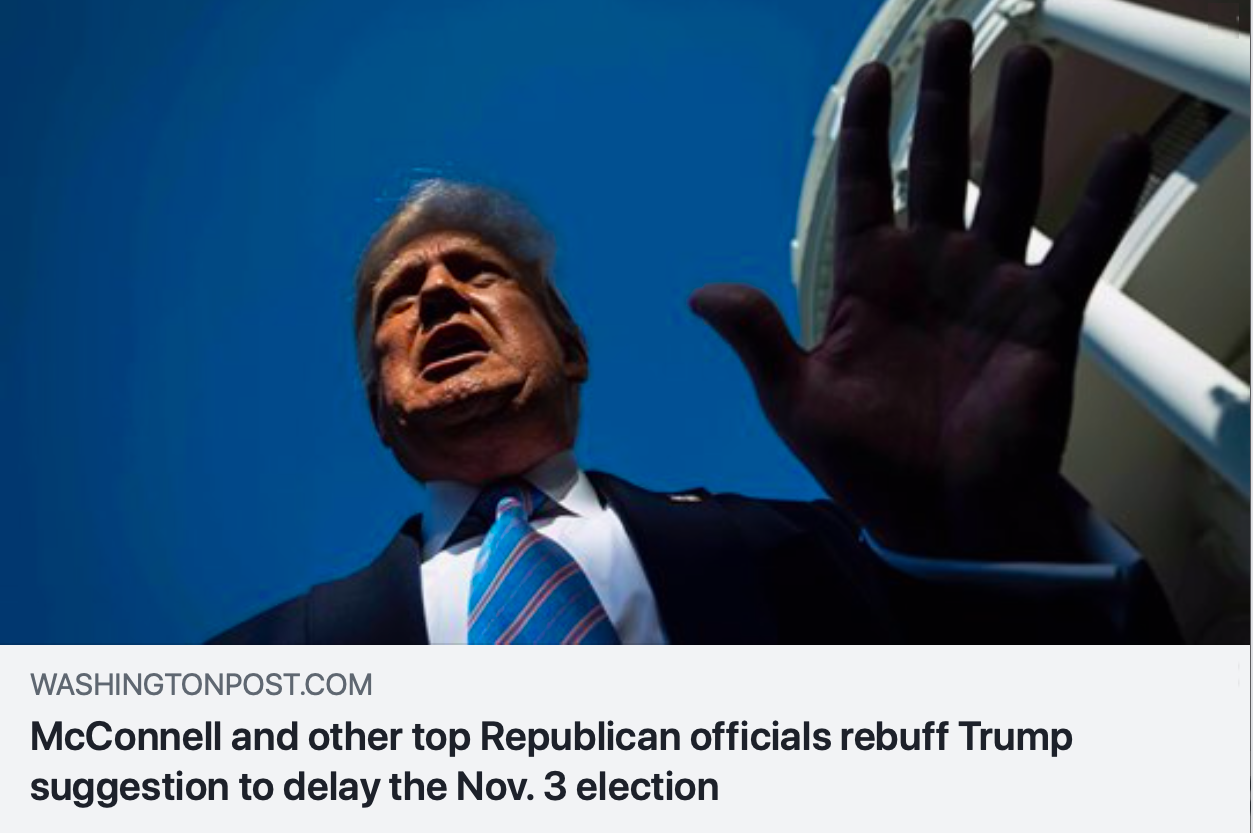 WASHINGTONPOST.COM
McConnell and other top Republican officials rebuff Trump
suggestion to delay the Nov. 3 election